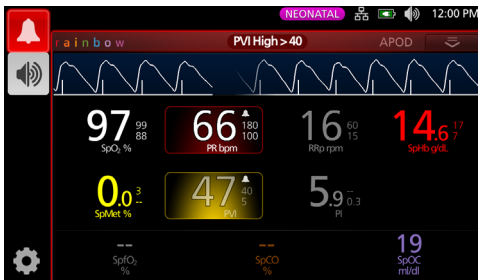 NEONATAL 12:00 PM
rainbow PVI High > 40 APOD
97 99 88 SpO₂ %
66 180 100 PR bpm
16 60 15 RRp rpm
14.6 17 7 SpHb g/dL
0.0 3 -- SpMet %
47 40 5 PVI
5.9 -- 0.3 PI
-- SpfO₂ %
-- SpCO %
19 SpOC ml/dl